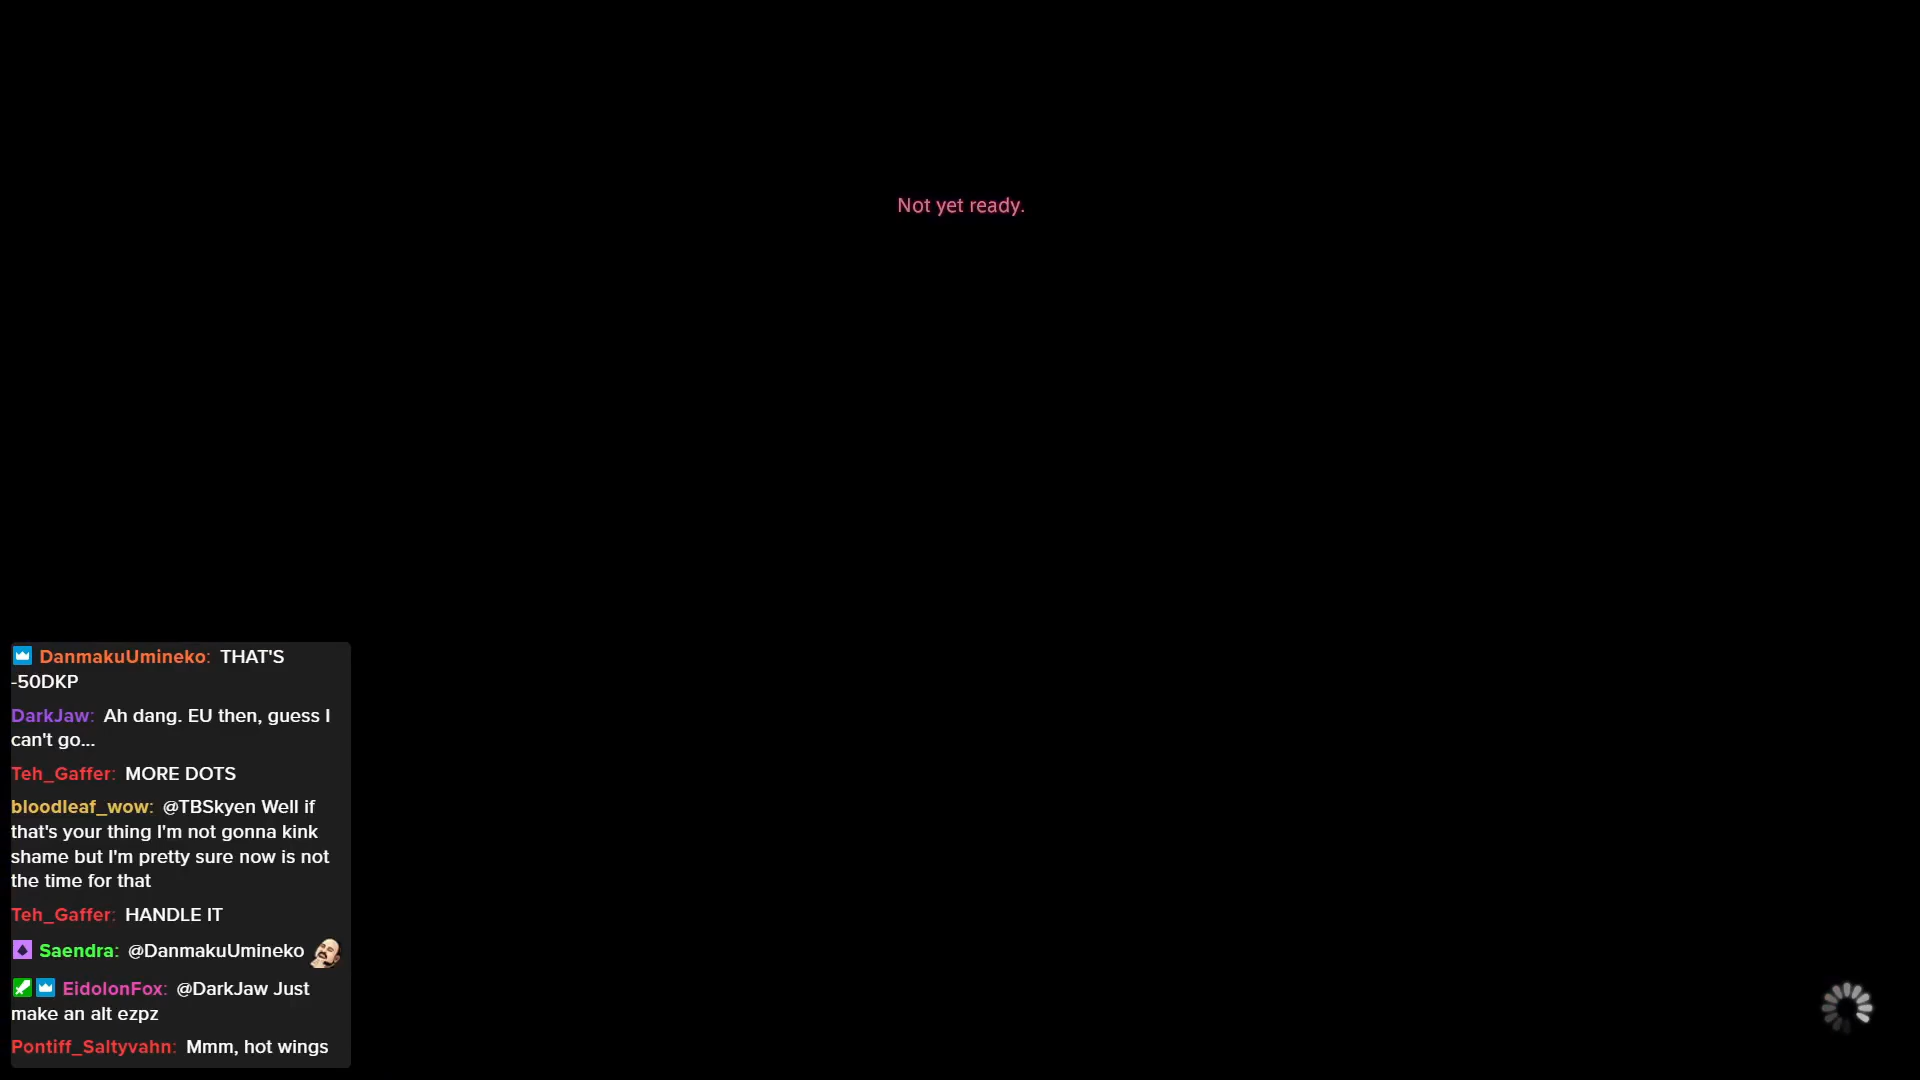 Not yet ready.
DanmakuUmineko: THAT'S
-50DKP
DarkJaw: Ah dang. EU then, guess I
can't go...
Teh_Gaffer: MORE DOTS
bloodleaf_wow: @TBSkyen Well if
that's your thing I'm not gonna kink
shame but I'm pretty sure now is not
the time for that
Teh_Gaffer: HANDLE IT
Saendra: @DanmakuUmineko
EidolonFox: @DarkJaw Just
make an alt ezpz
Pontiff_Saltyvahn: Mmm, hot wings